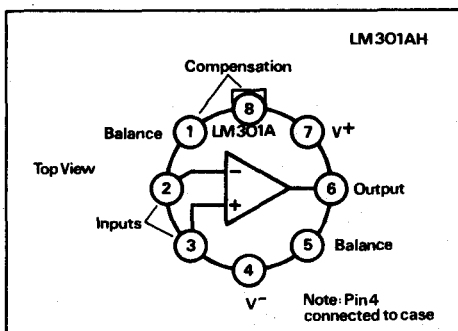 LM301AH
Compensation
8
1
LM301A
7
V+
Balance
Top View
2
−
6
Output
Inputs
+
3
5
Balance
4
V−
Note: Pin 4
connected to case